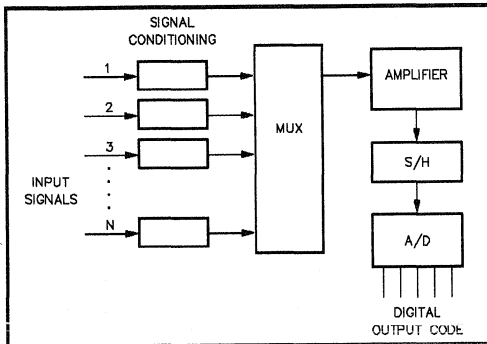 SIGNAL
CONDITIONING
1
2
3
N
INPUT
SIGNALS
MUX
AMPLIFIER
S/H
A/D
DIGITAL
OUTPUT CODE